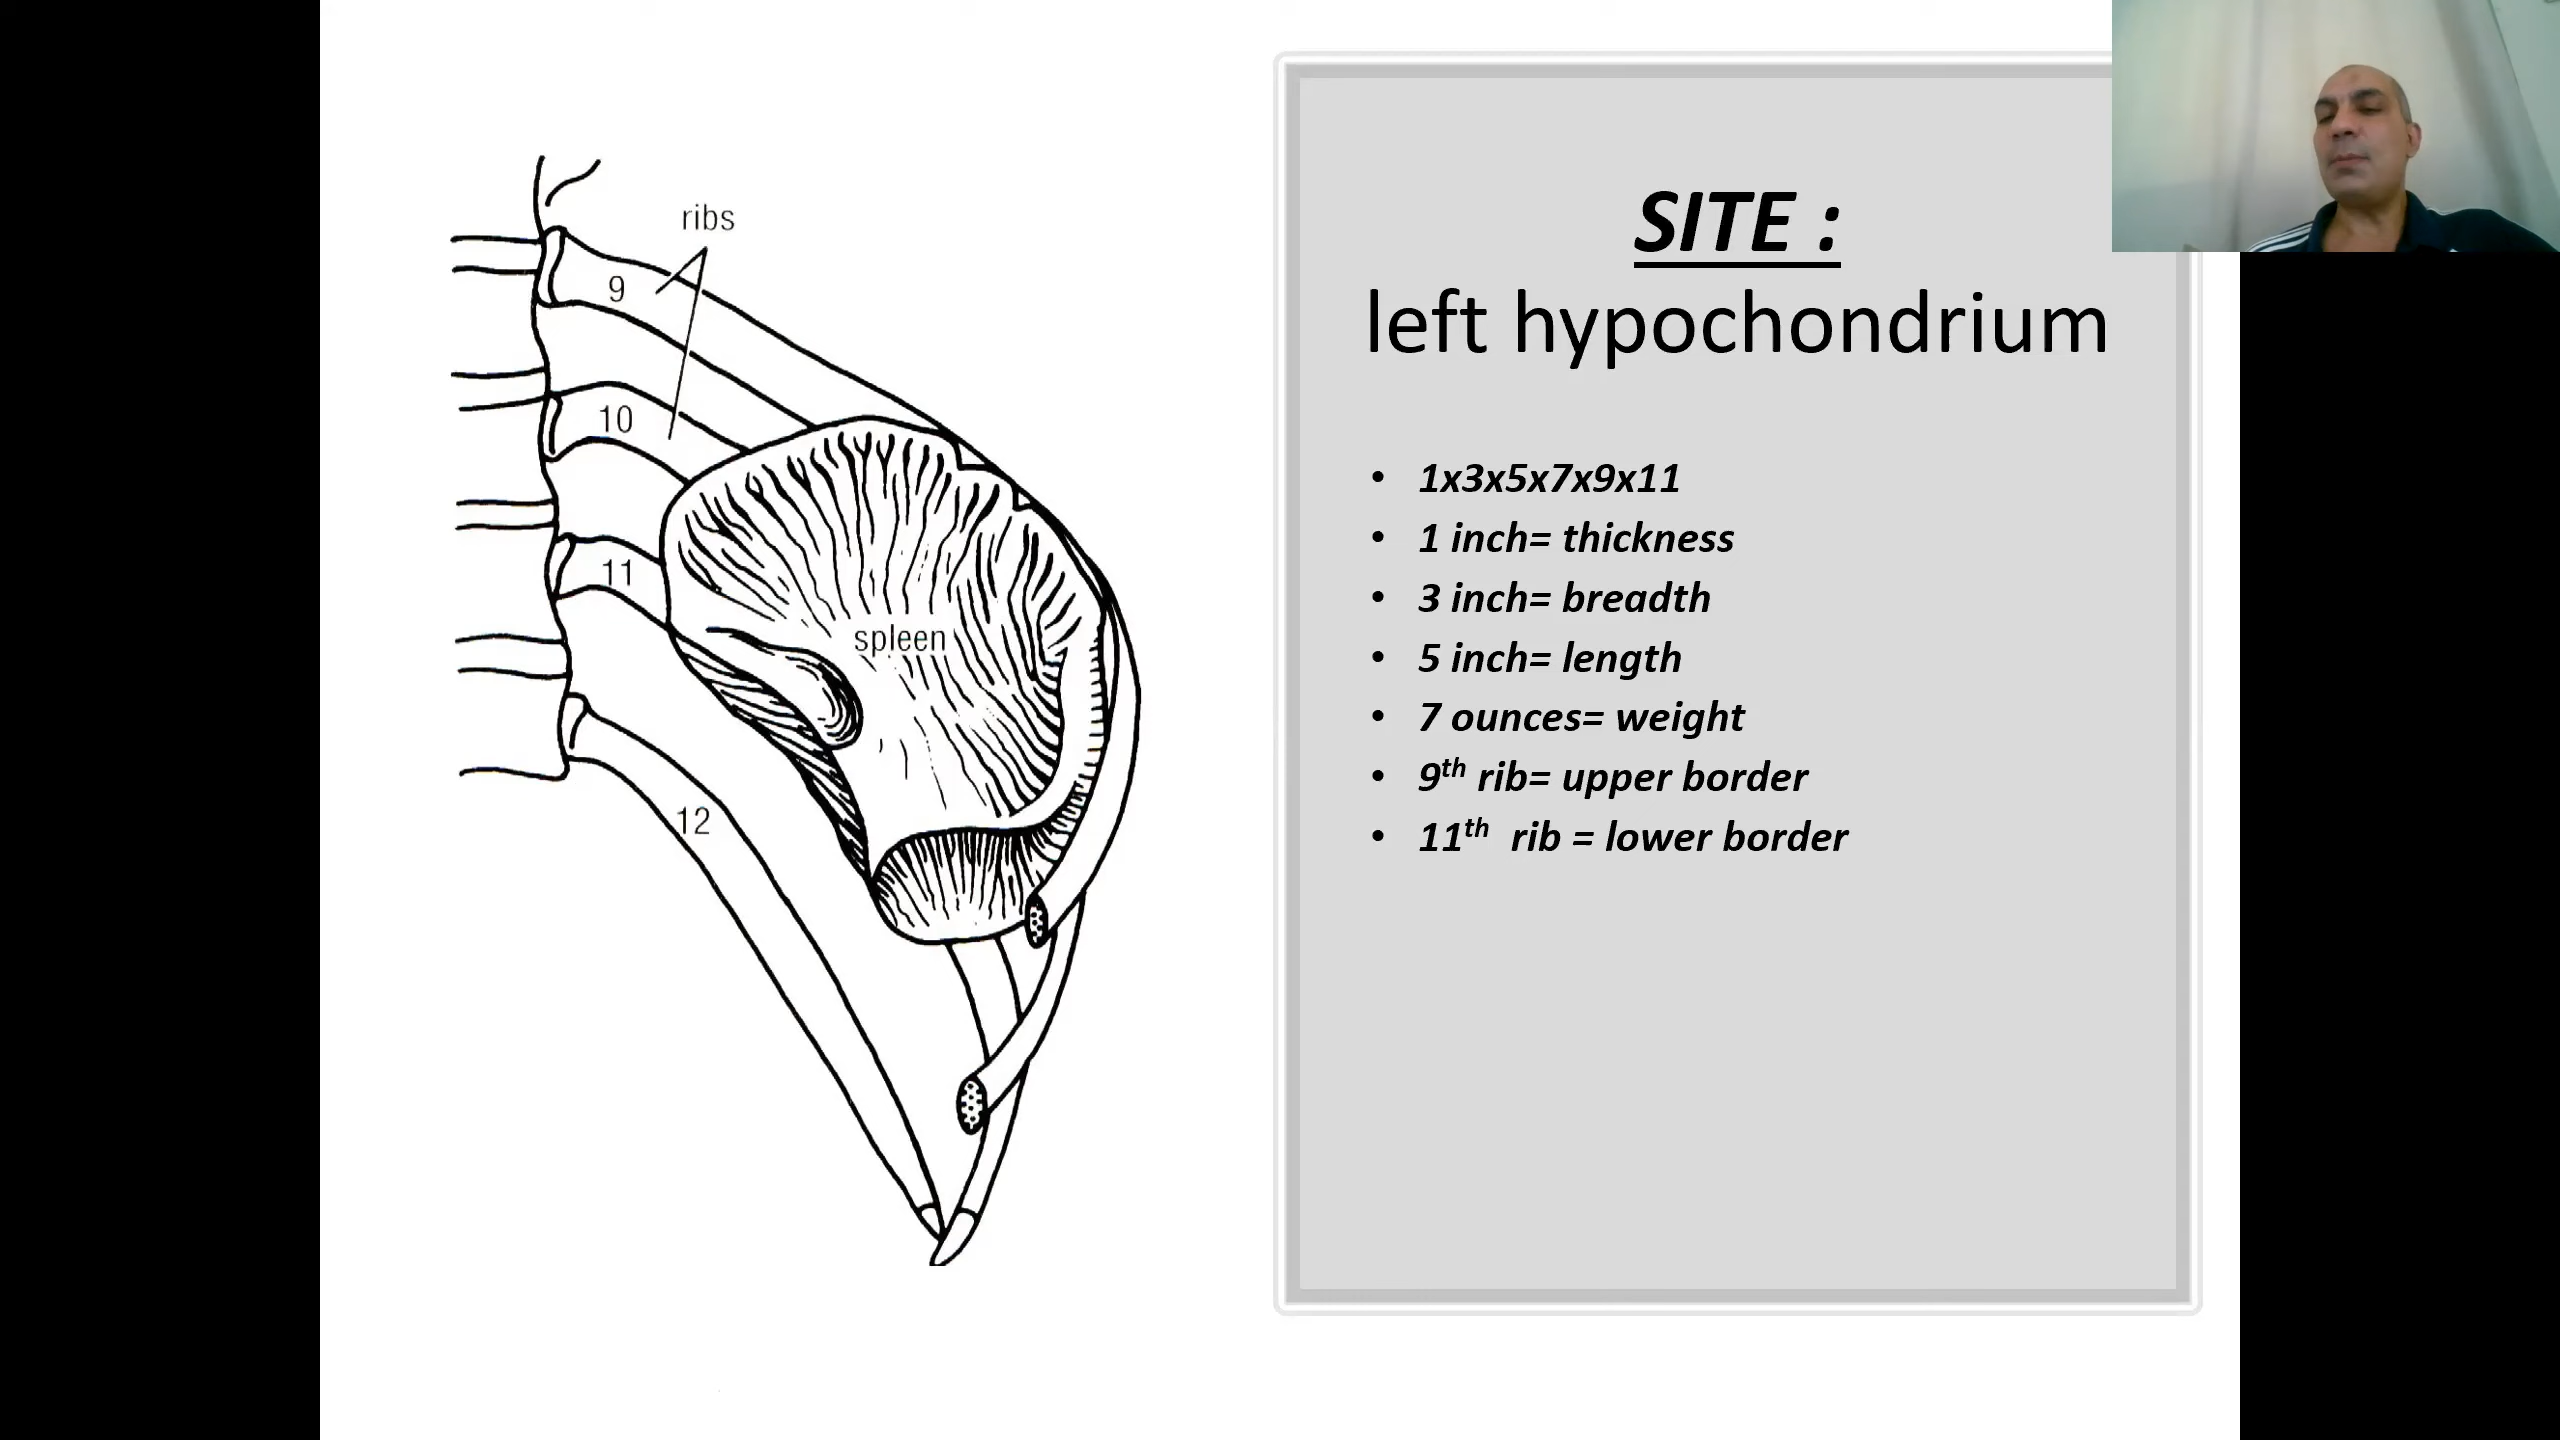 ribs
9
10
11
spleen
12
SITE :
left hypochondrium
• 1x3x5x7x9x11
• 1 inch= thickness
• 3 inch= breadth
• 5 inch= length
• 7 ounces= weight
• 9th rib= upper border
• 11th rib = lower border